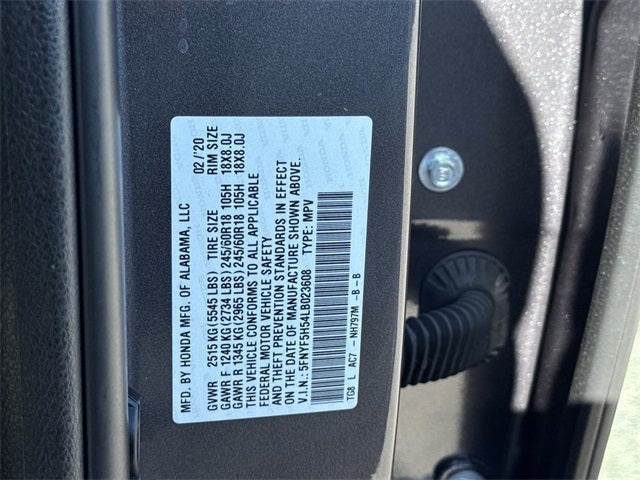 MFD. BY HONDA MFG. OF ALABAMA, LLC 02/'20
GVWR 2515 KG(5545 LBS) TIRE SIZE RIM SIZE
GAWR F 1249 KG(2754 LBS)245/60R18 105H 18X8.0J
GAWR R 1345 KG(2965 LBS)245/60R18 105H 18X8.0J
THIS VEHICLE CONFORMS TO ALL APPLICABLE
FEDERAL MOTOR VEHICLE SAFETY
AND THEFT PREVENTION STANDARDS IN EFFECT
ON THE DATE OF MANUFACTURE SHOWN ABOVE.
V.I.N.: 5FNYF5H54LB023608 TYPE: MPV
TG8 L AC7 - NH797M -B -B